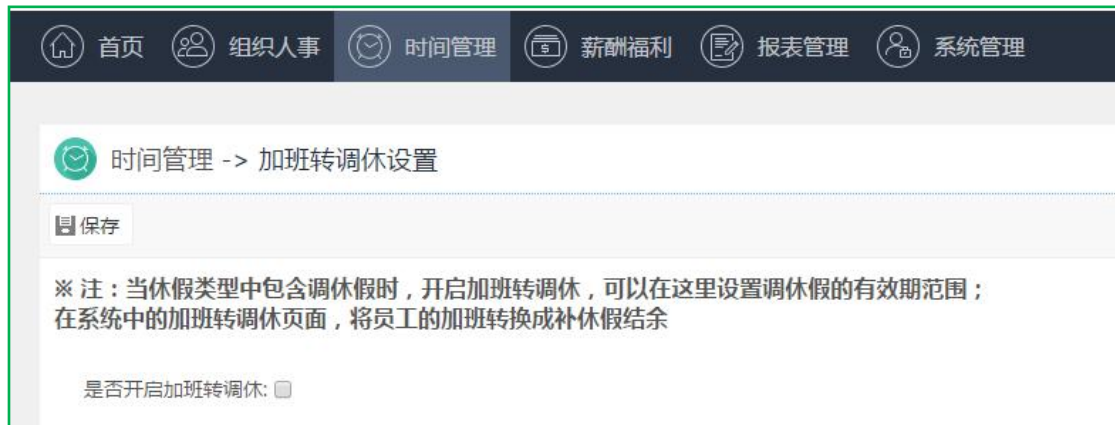 首页 组织人事 时间管理 薪酬福利 报表管理 系统管理
时间管理 -> 加班转调休设置
保存
※ 注：当休假类型中包含调休假时，开启加班转调休，可以在这里设置调休假的有效期范围；
在系统中的加班转调休页面，将员工的加班转换成补休假结余
是否开启加班转调休: